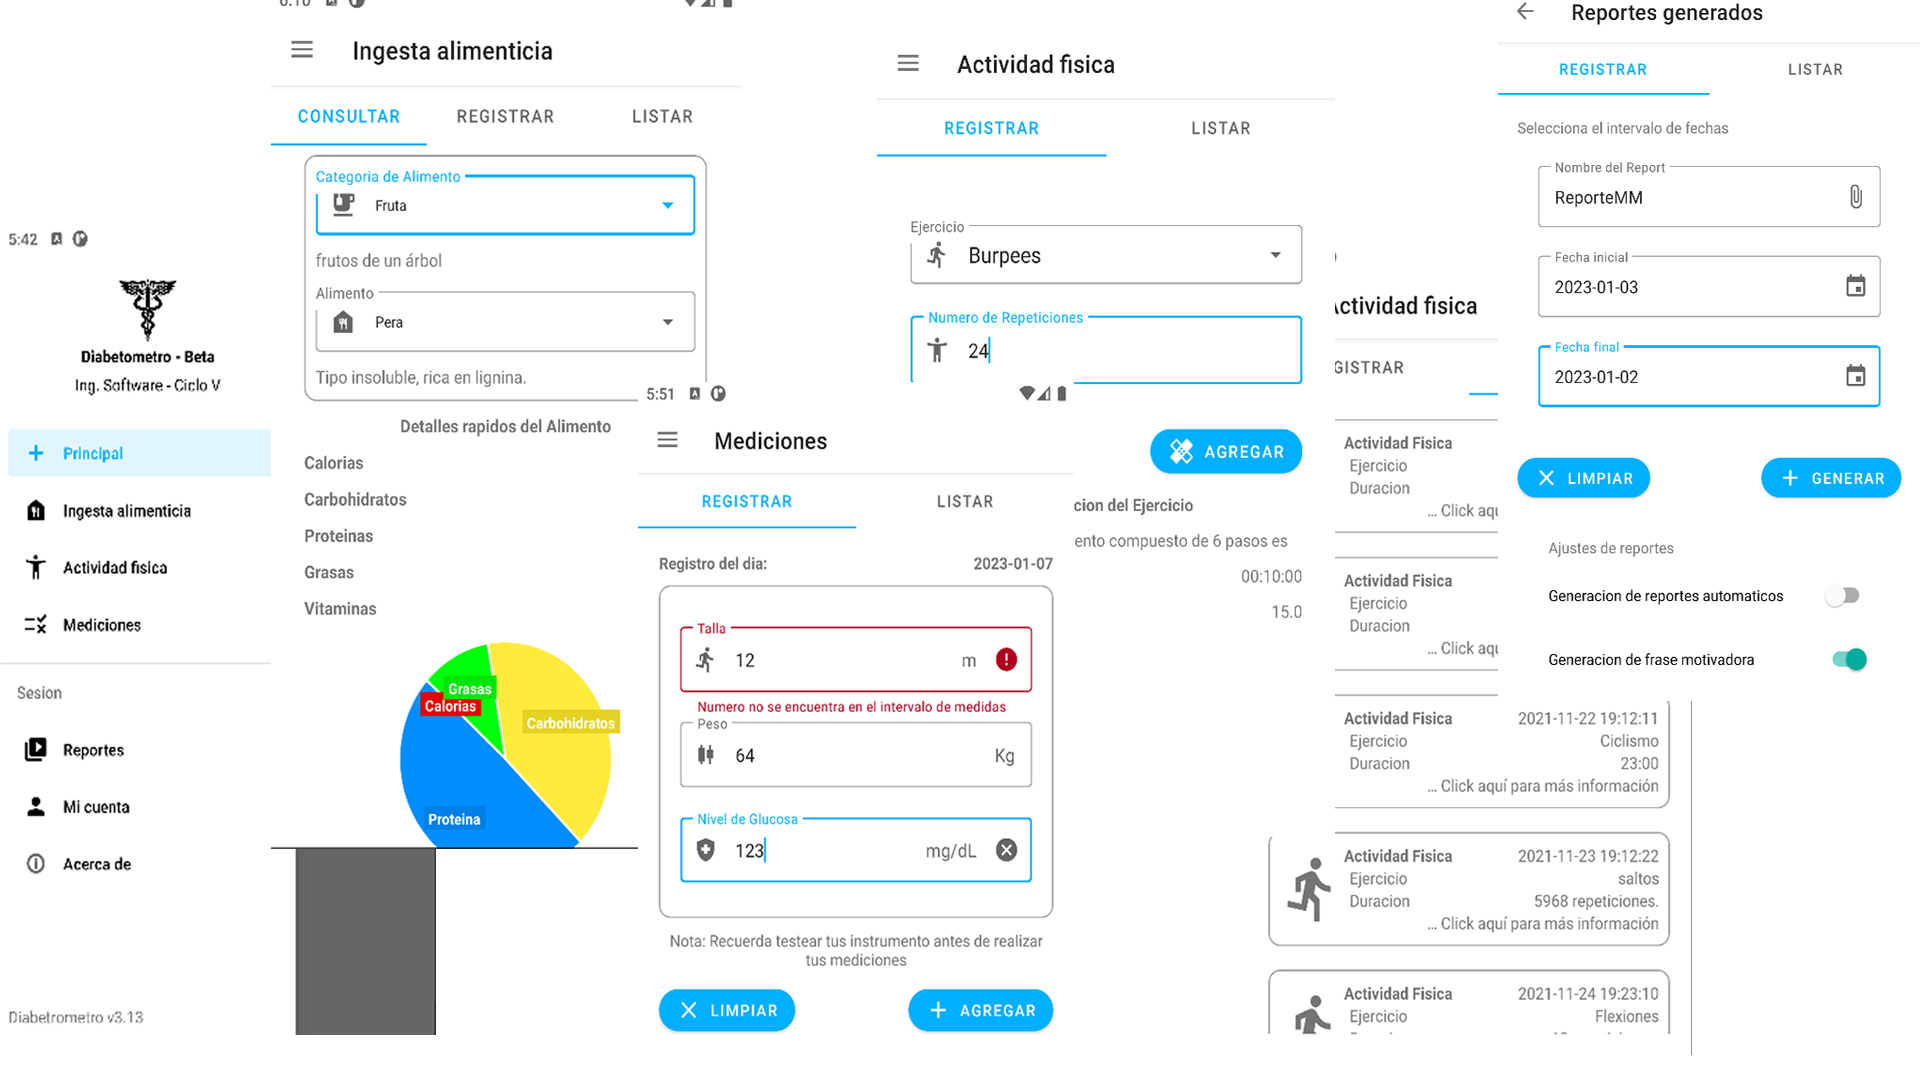 5:42
Diabetometro - Beta
Ing. Software - Ciclo V
Principal
Ingesta alimenticia
Actividad fisica
Mediciones
Sesion
Reportes
Mi cuenta
Acerca de
Diabetrometro v3.13
Ingesta alimenticia
CONSULTAR REGISTRAR LISTAR
Categoria de Alimento
Fruta
frutos de un árbol
Alimento
Pera
Tipo insoluble, rica en lignina.
Detalles rapidos del Alimento
Calorias
Carbohidratos
Proteinas
Grasas
Vitaminas
Grasas
Calorias
Carbohidratos
Proteina
5:51
Mediciones
REGISTRAR LISTAR
Registro del dia: 2023-01-07
Talla
12 m
Numero no se encuentra en el intervalo de medidas
Peso
64 Kg
Nivel de Glucosa
123 mg/dL
Nota: Recuerda testear tus instrumento antes de realizar
tus mediciones
LIMPIAR AGREGAR
Actividad fisica
REGISTRAR LISTAR
Ejercicio
Burpees
Numero de Repeticiones
24
AGREGAR
cion del Ejercicio
ento compuesto de 6 pasos es
00:10:00
15.0
ctividad fisica
GISTRAR
Actividad Fisica
Ejercicio
Duracion
... Click aqu
Actividad Fisica
Ejercicio
Duracion
... Click aqu
Actividad Fisica 2021-11-22 19:12:11
Ejercicio Ciclismo
Duracion 23:00
... Click aquí para más información
Actividad Fisica 2021-11-23 19:12:22
Ejercicio saltos
Duracion 5968 repeticiones.
... Click aquí para más información
Actividad Fisica 2021-11-24 19:23:10
Ejercicio Flexiones
Reportes generados
REGISTRAR LISTAR
Selecciona el intervalo de fechas
Nombre del Report
ReporteMM
Fecha inicial
2023-01-03
Fecha final
2023-01-02
LIMPIAR GENERAR
Ajustes de reportes
Generacion de reportes automaticos
Generacion de frase motivadora